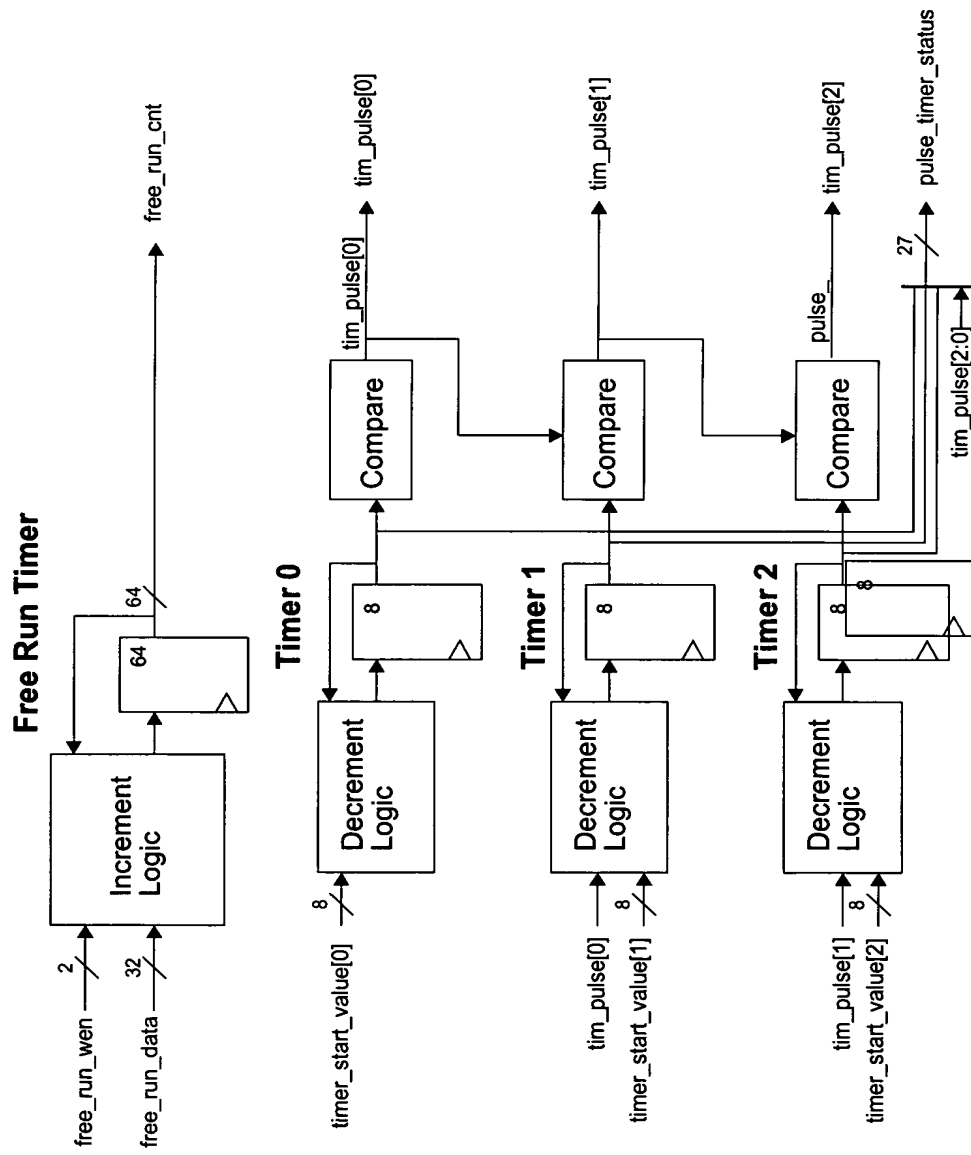 Free Run Timer
free_run_wen
2
free_run_data
32
Increment
Logic
64
64
free_run_cnt
Timer 0
timer_start_value[0]
8
Decrement
Logic
8
Compare
tim_pulse[0]
tim_pulse[0]
Timer 1
tim_pulse[0]
timer_start_value[1]
8
Decrement
Logic
8
Compare
tim_pulse[1]
Timer 2
tim_pulse[1]
timer_start_value[2]
8
Decrement
Logic
8
8
Compare
pulse_
tim_pulse[2]
tim_pulse[2:0]
27
pulse_timer_status